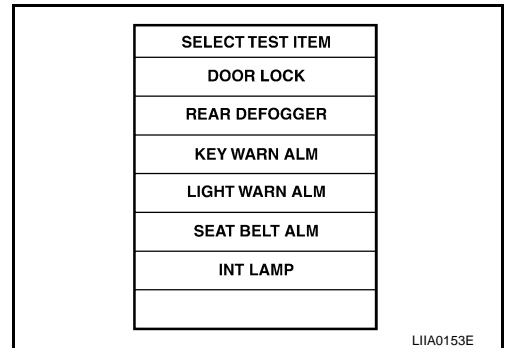 SELECT TEST ITEM
DOOR LOCK
REAR DEFOGGER
KEY WARN ALM
LIGHT WARN ALM
SEAT BELT ALM
INT LAMP
LIIA0153E